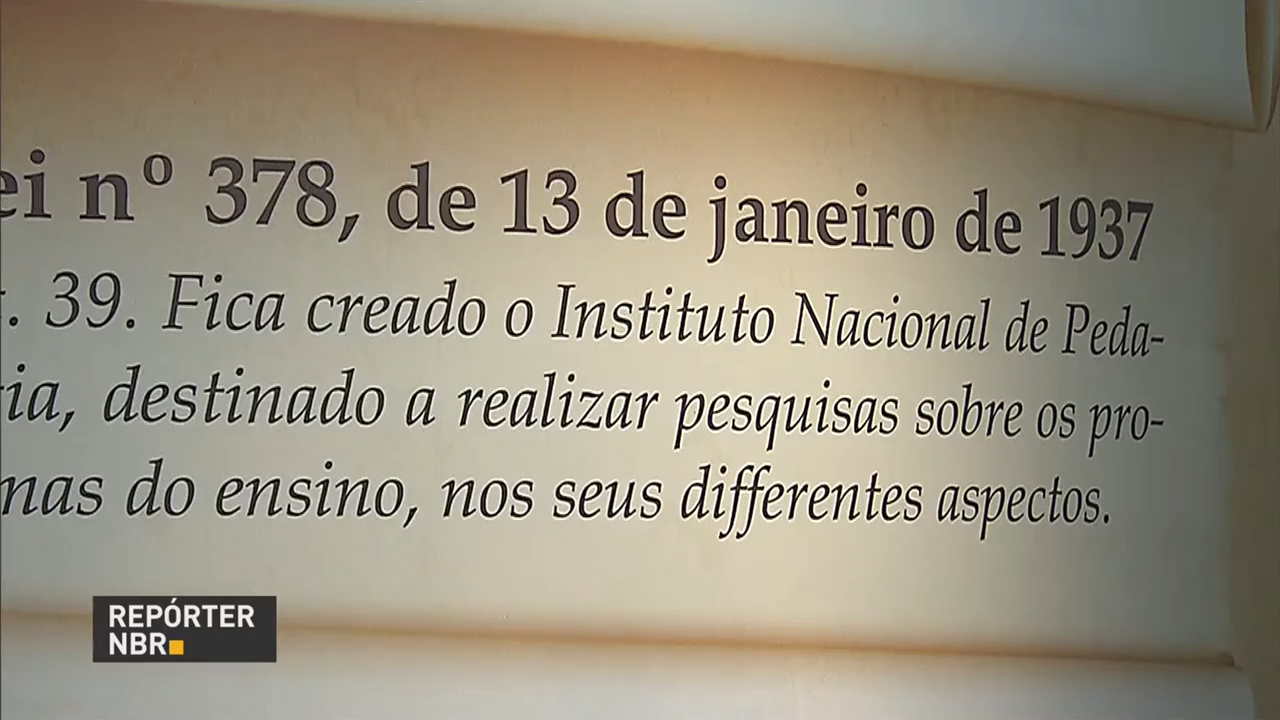 ei nº 378, de 13 de janeiro de 1937
. 39. Fica creado o Instituto Nacional de Peda-
ia, destinado a realizar pesquisas sobre os pro-
mas do ensino, nos seus differentes aspectos.
REPÓRTER
NBR